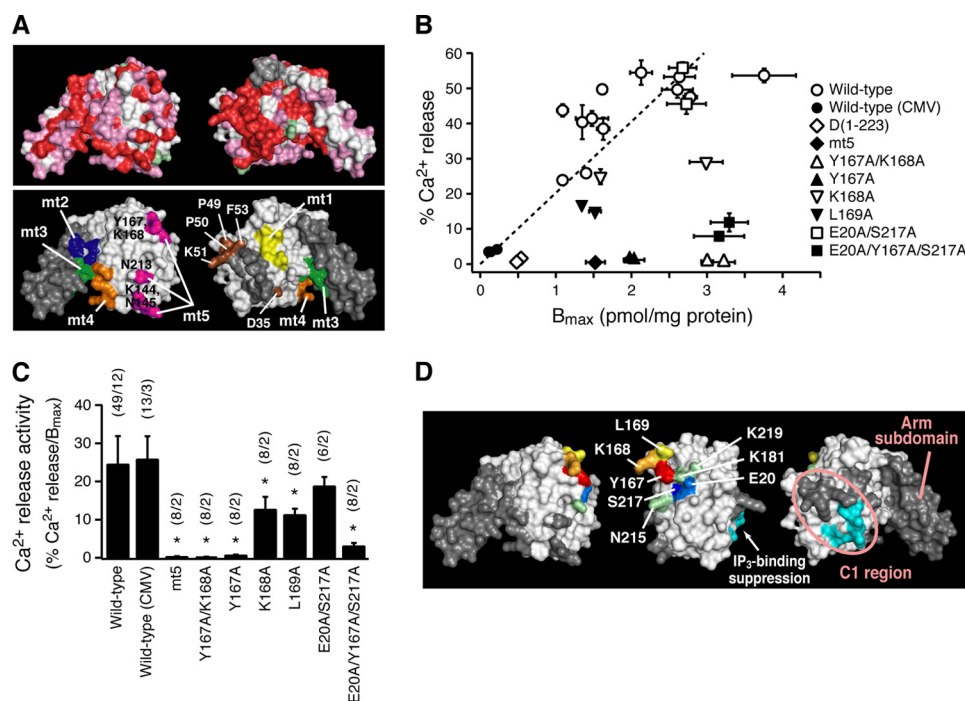 A
mt2
mt3
mt4
Y167,
K168
N213
K144,
N145
mt5
P49
F53
P50
K51
mt1
D35
mt4
mt3
B
% Ca2+ release
60
50
40
30
20
10
0
0
1
2
3
4
Bmax (pmol/mg protein)
Wild-type
Wild-type (CMV)
D(1-223)
mt5
Y167A/K168A
Y167A
K168A
L169A
E20A/S217A
E20A/Y167A/S217A
C
Ca2+ release activity
(% Ca2+ release/Bmax)
40
30
20
10
0
(49/12)
(13/3)
* (8/2)
* (8/2)
* (8/2)
* (8/2)
* (8/2)
(6/2)
* (8/2)
Wild-type
Wild-type (CMV)
mt5
Y167A/K168A
Y167A
K168A
L169A
E20A/S217A
E20A/Y167A/S217A
D
L169
K168
Y167
S217
N215
K219
K181
E20
IP3-binding
suppression
Arm
subdomain
C1 region